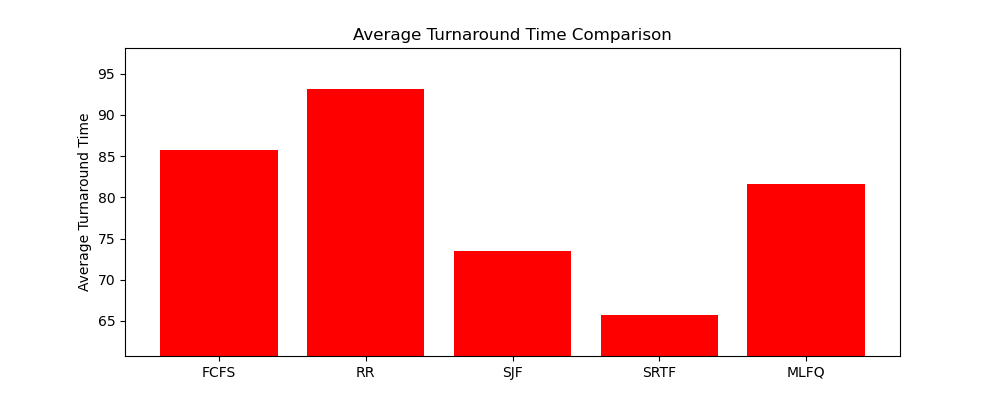 Average Turnaround Time Comparison
Average Turnaround Time
95
90
85
80
75
70
65
FCFS RR SJF SRTF MLFQ